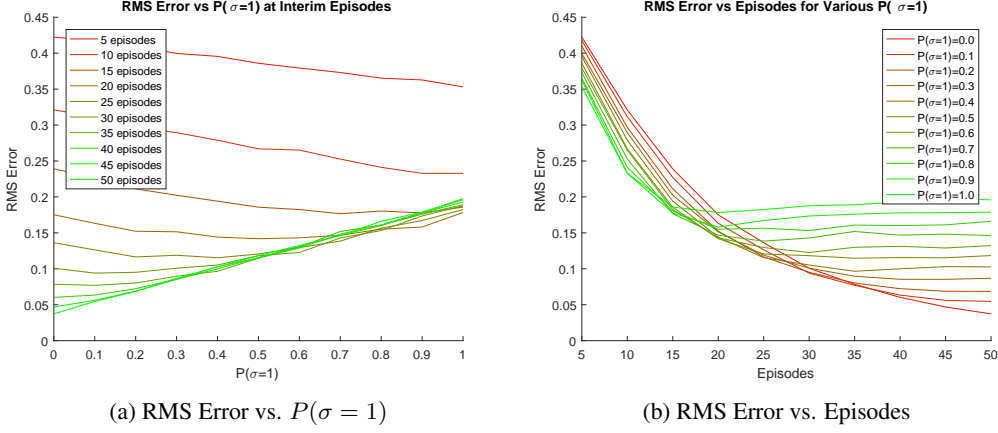 RMS Error vs P( σ=1) at Interim Episodes
0.45
0.4
0.35
0.3
0.25
0.2
0.15
0.1
0.05
0
RMS Error
5 episodes
10 episodes
15 episodes
20 episodes
25 episodes
30 episodes
35 episodes
40 episodes
45 episodes
50 episodes
0 0.1 0.2 0.3 0.4 0.5 0.6 0.7 0.8 0.9 1
P(σ=1)
(a) RMS Error vs. P(σ = 1)
RMS Error vs Episodes for Various P( σ=1)
0.45
0.4
0.35
0.3
0.25
0.2
0.15
0.1
0.05
0
RMS Error
P(σ=1)=0.0
P(σ=1)=0.1
P(σ=1)=0.2
P(σ=1)=0.3
P(σ=1)=0.4
P(σ=1)=0.5
P(σ=1)=0.6
P(σ=1)=0.7
P(σ=1)=0.8
P(σ=1)=0.9
P(σ=1)=1.0
5 10 15 20 25 30 35 40 45 50
Episodes
(b) RMS Error vs. Episodes